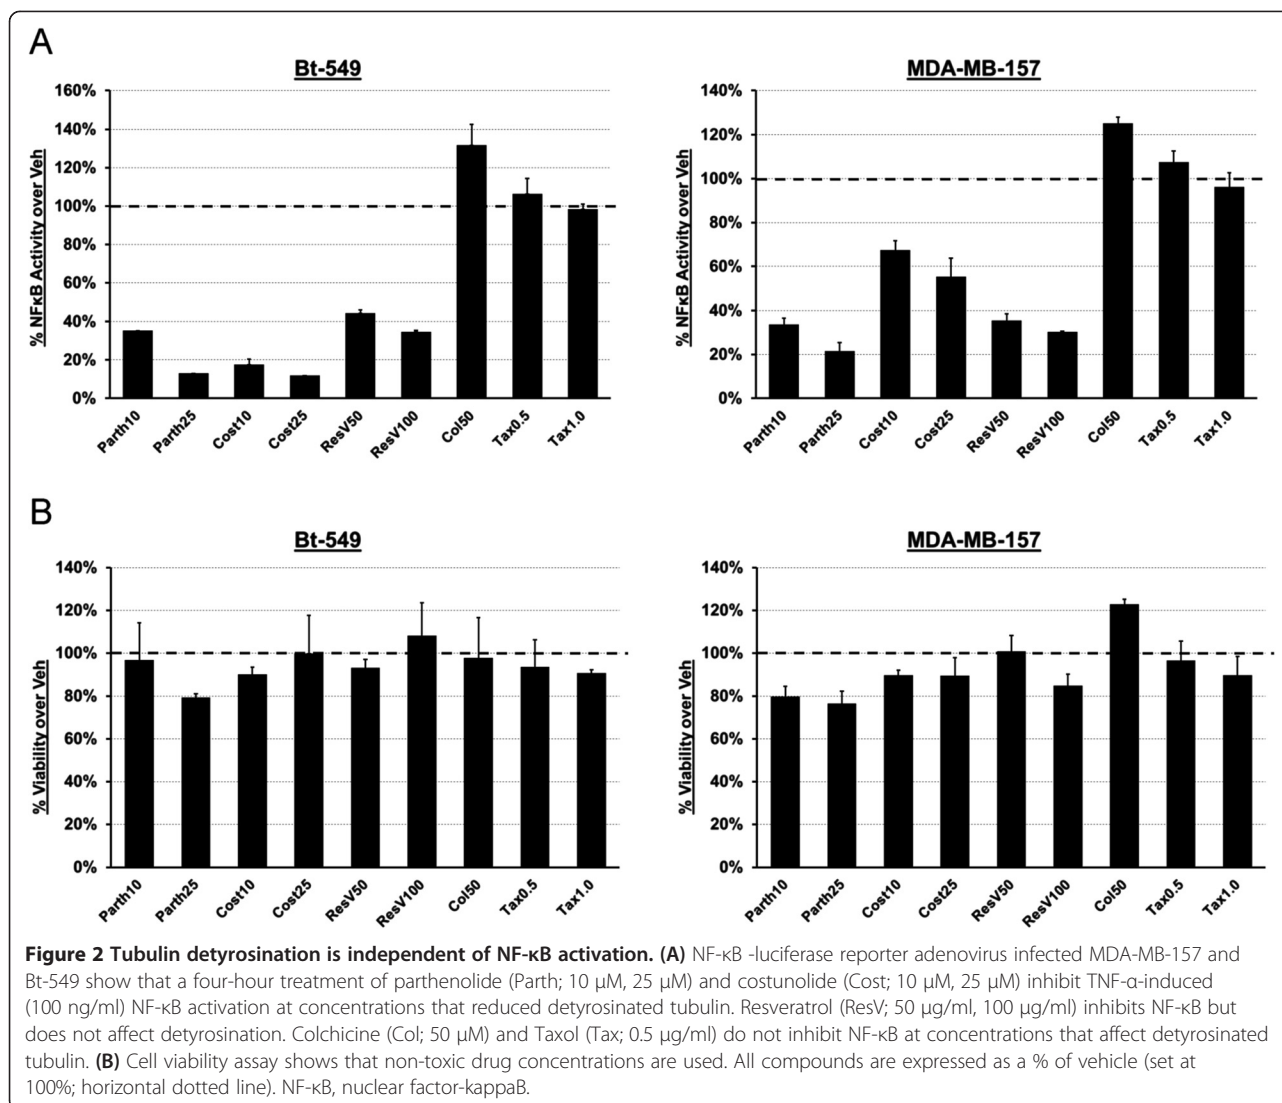 A
Bt-549
160%
140%
120%
100%
80%
60%
40%
20%
0%
% NFκB Activity over Veh
Parth10
Parth25
Cost10
Cost25
ResV50
ResV100
Col50
Tax0.5
Tax1.0
MDA-MB-157
140%
120%
100%
80%
60%
40%
20%
0%
% NFκB Activity over Veh
Parth10
Parth25
Cost10
Cost25
ResV50
ResV100
Col50
Tax0.5
Tax1.0
B
Bt-549
140%
120%
100%
80%
60%
40%
20%
0%
% Viability over Veh
Parth10
Parth25
Cost10
Cost25
ResV50
ResV100
Col50
Tax0.5
Tax1.0
MDA-MB-157
140%
120%
100%
80%
60%
40%
20%
0%
% Viability over Veh
Parth10
Parth25
Cost10
Cost25
ResV50
ResV100
Col50
Tax0.5
Tax1.0
Figure 2 Tubulin detyrosination is independent of NF-κB activation. (A) NF-κB -luciferase reporter adenovirus infected MDA-MB-157 and
Bt-549 show that a four-hour treatment of parthenolide (Parth; 10 μM, 25 μM) and costunolide (Cost; 10 μM, 25 μM) inhibit TNF-α-induced
(100 ng/ml) NF-κB activation at concentrations that reduced detyrosinated tubulin. Resveratrol (ResV; 50 μg/ml, 100 μg/ml) inhibits NF-κB but
does not affect detyrosination. Colchicine (Col; 50 μM) and Taxol (Tax; 0.5 μg/ml) do not inhibit NF-κB at concentrations that affect detyrosinated
tubulin. (B) Cell viability assay shows that non-toxic drug concentrations are used. All compounds are expressed as a % of vehicle (set at
100%; horizontal dotted line). NF-κB, nuclear factor-kappaB.